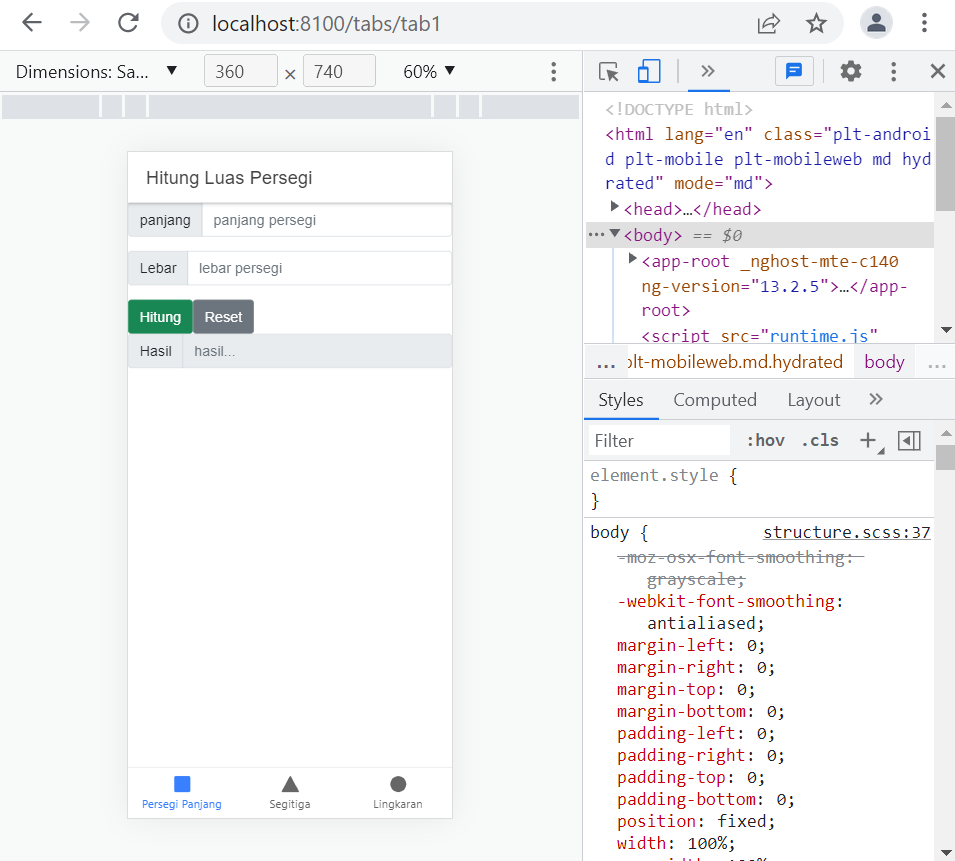 localhost:8100/tabs/tab1
Dimensions: Sa... 360 × 740 60%
Hitung Luas Persegi
panjang panjang persegi
Lebar lebar persegi
Hitung Reset
Hasil hasil...
Persegi Panjang Segitiga Lingkaran
<!DOCTYPE html>
<html lang="en" class="plt-androi
d plt-mobile plt-mobileweb md hyd
rated" mode="md">
<head>…</head>
<body> == $0
<app-root _nghost-mte-c140
ng-version="13.2.5">…</app-
root>
<script src="runtime.js"
... plt-mobileweb.md.hydrated body ...
Styles Computed Layout
Filter :hov .cls
element.style {
}
body { structure.scss:37
-moz-osx-font-smoothing:
grayscale;
-webkit-font-smoothing:
antialiased;
margin-left: 0;
margin-right: 0;
margin-top: 0;
margin-bottom: 0;
padding-left: 0;
padding-right: 0;
padding-top: 0;
padding-bottom: 0;
position: fixed;
width: 100%;